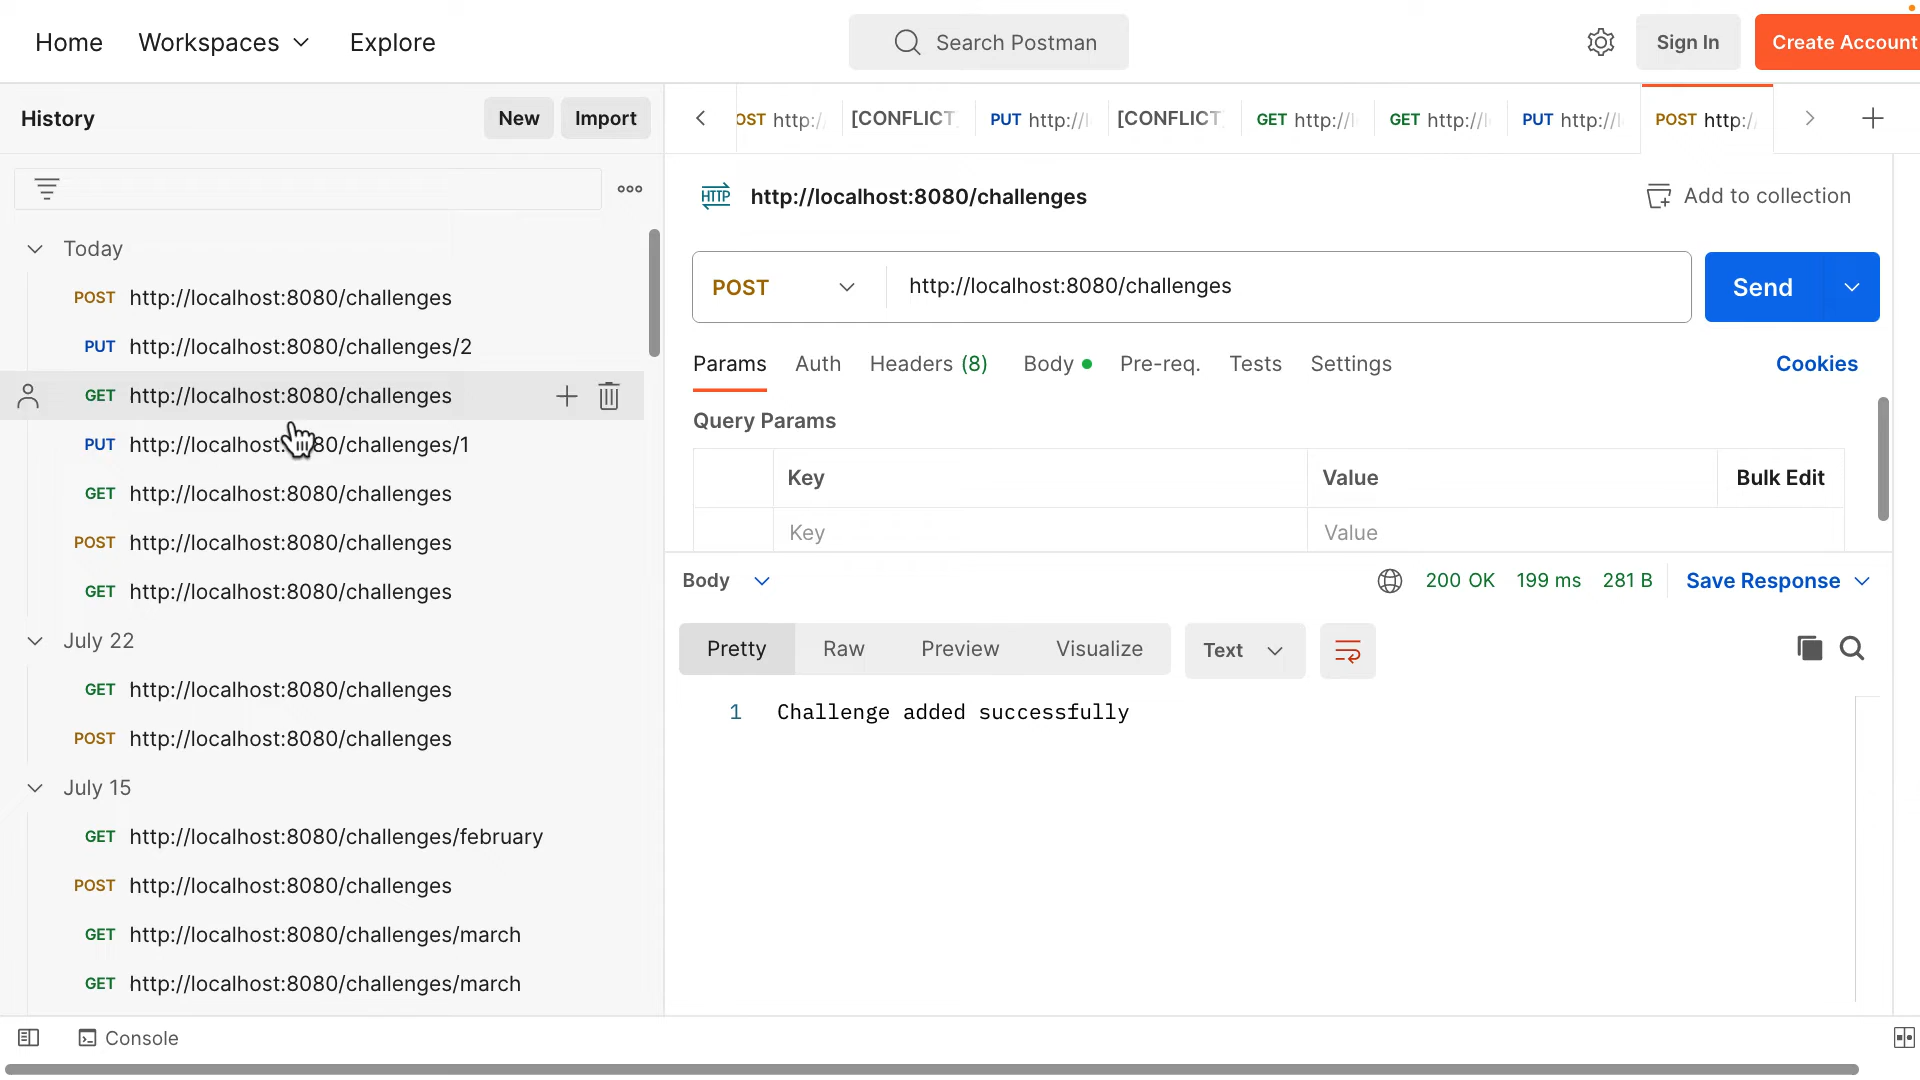 Home Workspaces Explore Search Postman Sign In Create Account
History New Import
OST http:/ [CONFLICT PUT http://l [CONFLICT GET http://l GET http://l PUT http://l POST http:/
HTTP http://localhost:8080/challenges Add to collection
Today
POST http://localhost:8080/challenges
PUT http://localhost:8080/challenges/2
GET http://localhost:8080/challenges
PUT http://localhost:8080/challenges/1
GET http://localhost:8080/challenges
POST http://localhost:8080/challenges
GET http://localhost:8080/challenges
July 22
GET http://localhost:8080/challenges
POST http://localhost:8080/challenges
July 15
GET http://localhost:8080/challenges/february
POST http://localhost:8080/challenges
GET http://localhost:8080/challenges/march
GET http://localhost:8080/challenges/march
POST http://localhost:8080/challenges Send
Params Auth Headers (8) Body Pre-req. Tests Settings Cookies
Query Params
Key Value Bulk Edit
Key Value
Body 200 OK 199 ms 281 B Save Response
Pretty Raw Preview Visualize Text
1 Challenge added successfully
Console